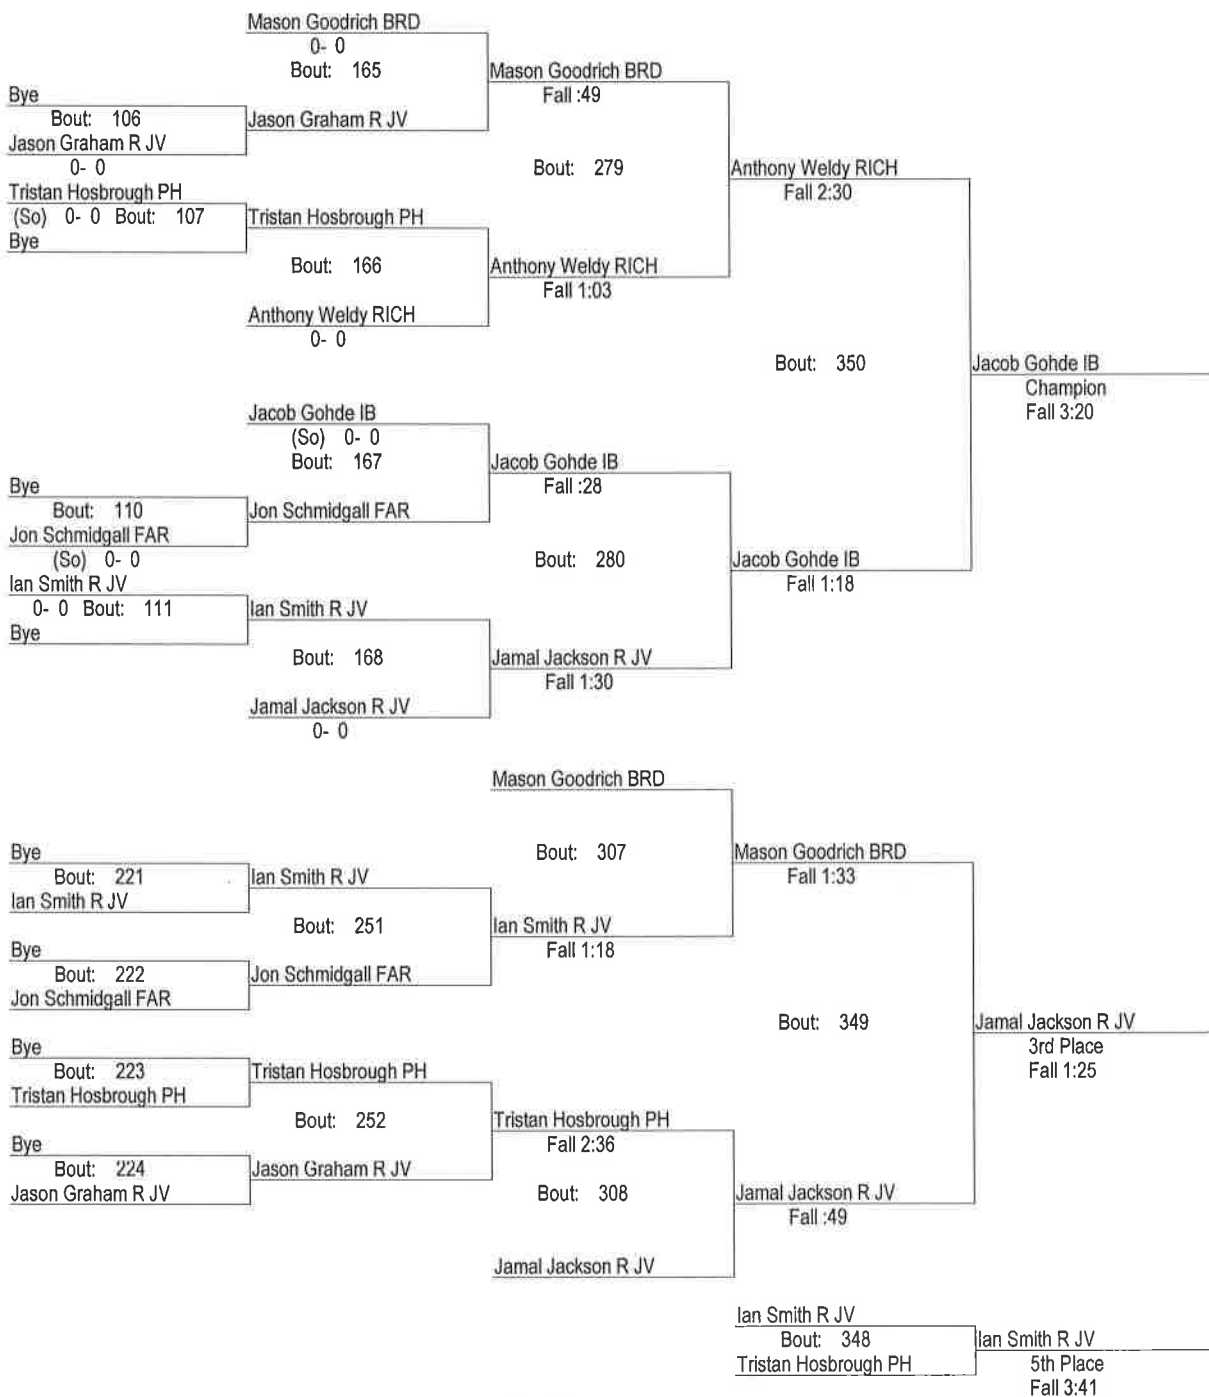 Mason Goodrich BRD
0- 0
Bout: 165
Mason Goodrich BRD
Fall :49
Bye
Bout: 106
Jason Graham R JV
Jason Graham R JV
0- 0
Bout: 279
Anthony Weldy RICH
Fall 2:30
Tristan Hosbrough PH
(So) 0- 0 Bout: 107
Tristan Hosbrough PH
Bye
Bout: 166
Anthony Weldy RICH
Fall 1:03
Anthony Weldy RICH
0- 0
Bout: 350
Jacob Gohde IB
Champion
Fall 3:20
Jacob Gohde IB
(So) 0- 0
Bout: 167
Jacob Gohde IB
Fall :28
Bye
Bout: 110
Jon Schmidgall FAR
Jon Schmidgall FAR
(So) 0- 0
Bout: 280
Jacob Gohde IB
Fall 1:18
Ian Smith R JV
0- 0 Bout: 111
Ian Smith R JV
Bye
Bout: 168
Jamal Jackson R JV
Fall 1:30
Jamal Jackson R JV
0- 0
Mason Goodrich BRD
Bout: 307
Mason Goodrich BRD
Fall 1:33
Bye
Bout: 221
Ian Smith R JV
Ian Smith R JV
Bout: 251
Ian Smith R JV
Fall 1:18
Bye
Bout: 222
Jon Schmidgall FAR
Jon Schmidgall FAR
Bout: 349
Jamal Jackson R JV
3rd Place
Fall 1:25
Bye
Bout: 223
Tristan Hosbrough PH
Tristan Hosbrough PH
Bout: 252
Tristan Hosbrough PH
Fall 2:36
Bye
Bout: 224
Jason Graham R JV
Jason Graham R JV
Bout: 308
Jamal Jackson R JV
Fall :49
Jamal Jackson R JV
Ian Smith R JV
Bout: 348
Tristan Hosbrough PH
Ian Smith R JV
5th Place
Fall 3:41